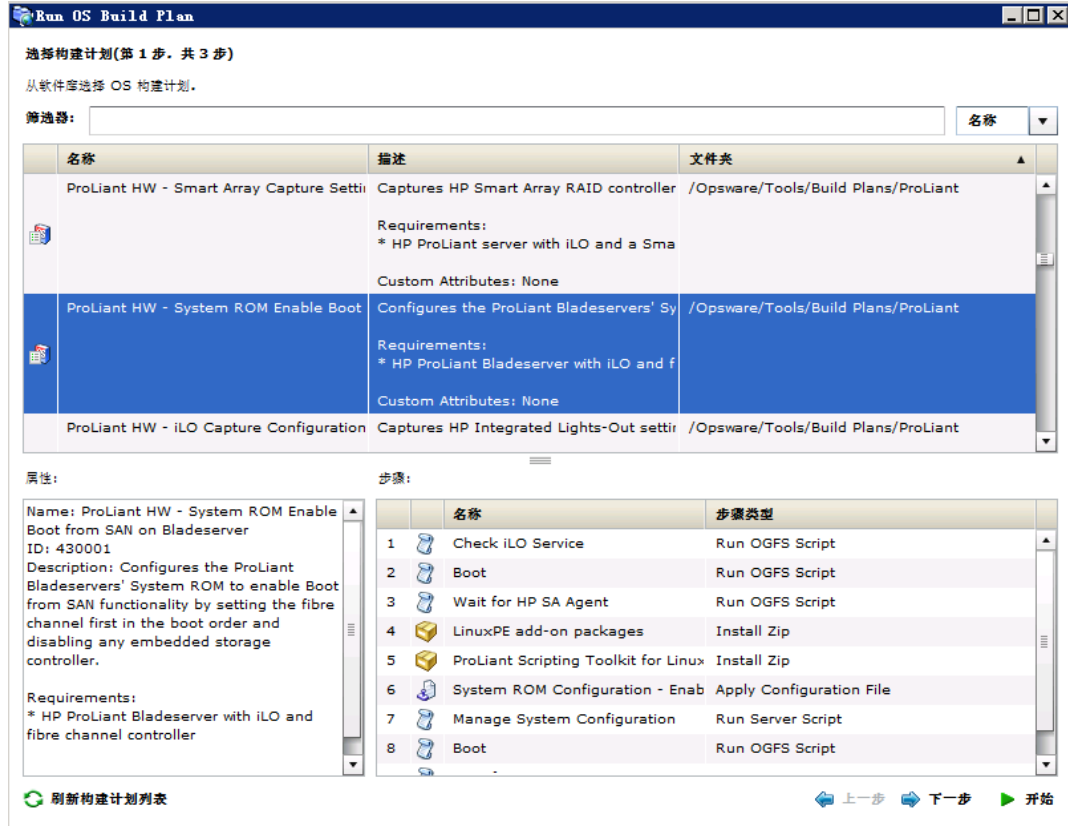 Run OS Build Plan
选择构建计划(第 1 步，共 3 步)
从软件库选择 OS 构建计划。
筛选器:
名称
名称 描述 文件夹
ProLiant HW - Smart Array Capture Setti Captures HP Smart Array RAID controller /Opsware/Tools/Build Plans/ProLiant
Requirements:
* HP ProLiant server with iLO and a Sma
Custom Attributes: None
ProLiant HW - System ROM Enable Boot Configures the ProLiant Bladeservers' Sy /Opsware/Tools/Build Plans/ProLiant
Requirements:
* HP ProLiant Bladeserver with iLO and f
Custom Attributes: None
ProLiant HW - iLO Capture Configuration Captures HP Integrated Lights-Out settir /Opsware/Tools/Build Plans/ProLiant
属性:
Name: ProLiant HW - System ROM Enable
Boot from SAN on Bladeserver
ID: 430001
Description: Configures the ProLiant
Bladeservers' System ROM to enable Boot
from SAN functionality by setting the fibre
channel first in the boot order and
disabling any embedded storage
controller.
Requirements:
* HP ProLiant Bladeserver with iLO and
fibre channel controller
步骤:
名称 步骤类型
1 Check iLO Service Run OGFS Script
2 Boot Run OGFS Script
3 Wait for HP SA Agent Run OGFS Script
4 LinuxPE add-on packages Install Zip
5 ProLiant Scripting Toolkit for Linux Install Zip
6 System ROM Configuration - Enab Apply Configuration File
7 Manage System Configuration Run Server Script
8 Boot Run OGFS Script
刷新构建计划列表
上一步 下一步 开始